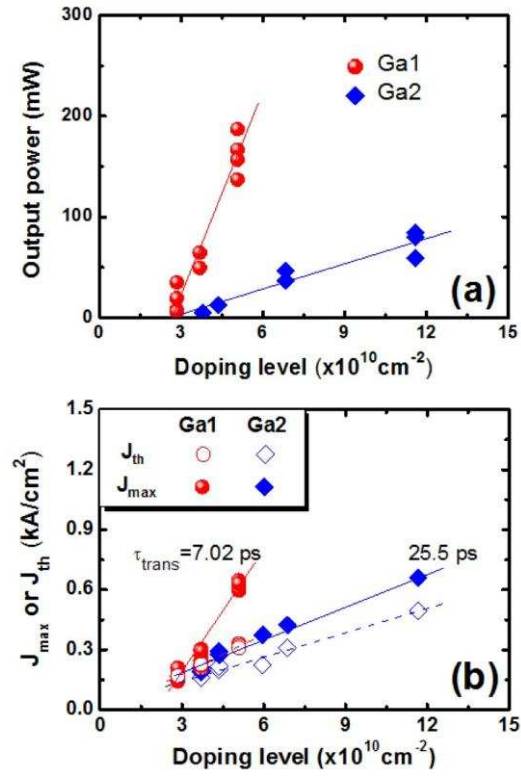 (a)
Output power (mW)
300
200
100
0
0
3
6
9
12
15
Ga1
Ga2
Doping level (x10¹⁰cm⁻²)
(b)
J_max or J_th (kA/cm²)
1.5
1.2
0.9
0.6
0.3
0.0
0
3
6
9
12
15
Ga1 Ga2
J_th
J_max
τ_trans=7.02 ps
25.5 ps
Doping level (x10¹⁰cm⁻²)